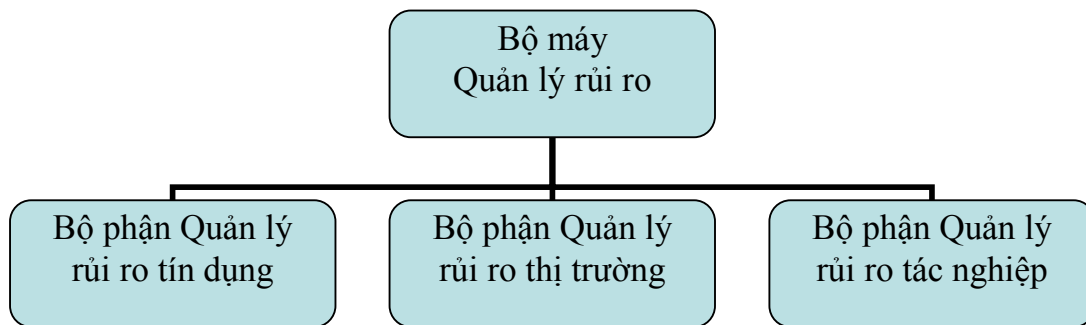 Bộ máy
Quản lý rủi ro
Bộ phận Quản lý
rủi ro tín dụng
Bộ phận Quản lý
rủi ro thị trường
Bộ phận Quản lý
rủi ro tác nghiệp